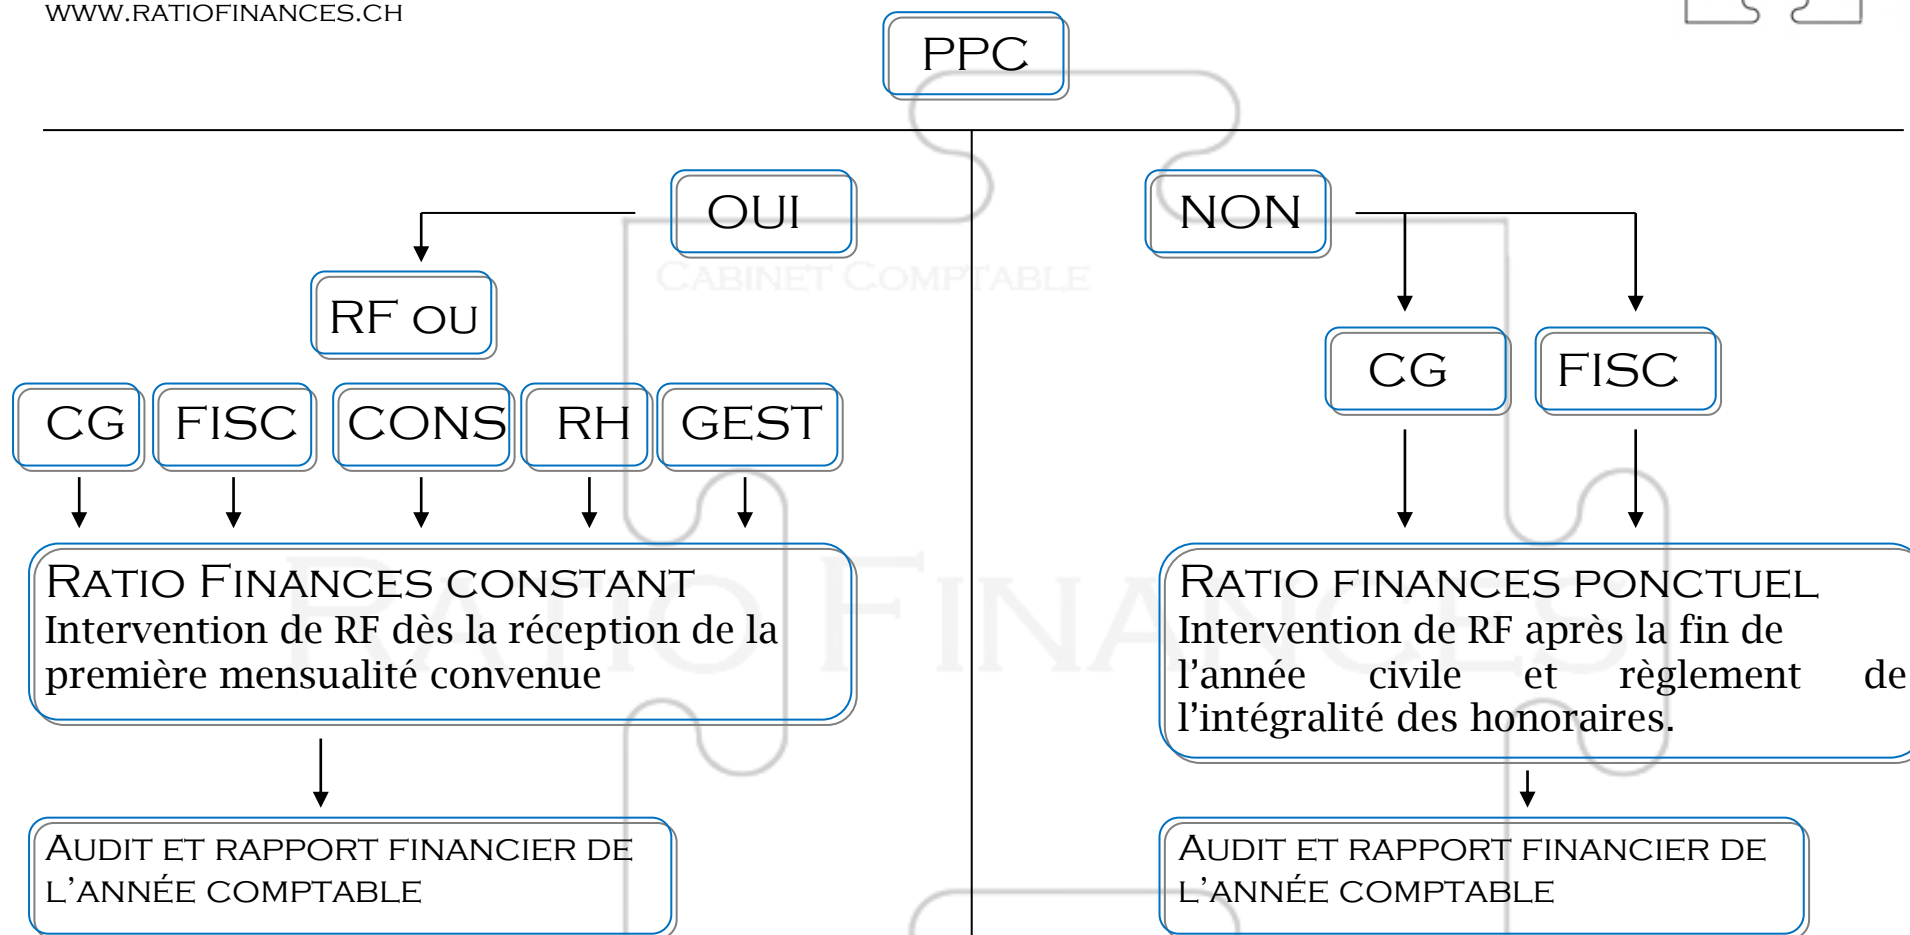 WWW.RATIOFINANCES.CH
PPC
OUI
NON
CABINET COMPTABLE
RF OU
CG
FISC
CG
FISC
CONS
RH
GEST
RATIO FINANCES
RATIO FINANCES CONSTANT
Intervention de RF dès la réception de la
première mensualité convenue
RATIO FINANCES PONCTUEL
Intervention de RF après la fin de
l'année civile et règlement de
l'intégralité des honoraires.
AUDIT ET RAPPORT FINANCIER DE
L'ANNÉE COMPTABLE
AUDIT ET RAPPORT FINANCIER DE
L'ANNÉE COMPTABLE